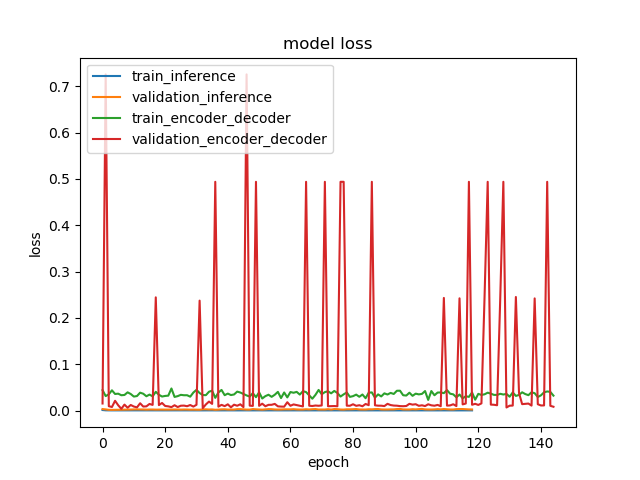 model loss
train_inference
validation_inference
train_encoder_decoder
validation_encoder_decoder
0.7
0.6
0.5
0.4
0.3
0.2
0.1
0.0
loss
0 20 40 60 80 100 120 140
epoch